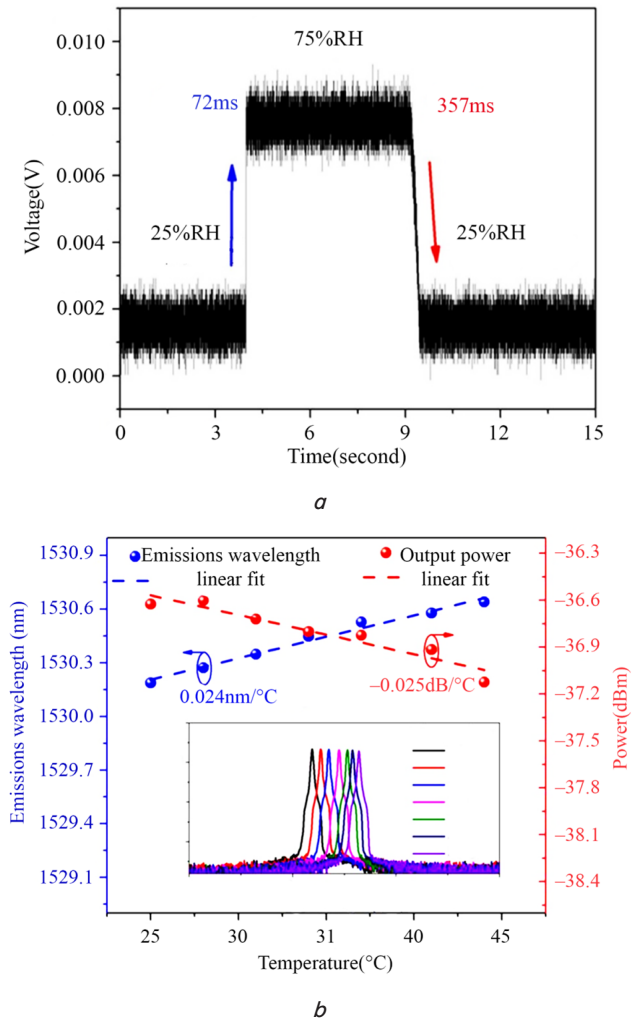 0.010
0.008
0.006
0.004
0.002
0.000
Voltage(V)
75%RH
72ms
357ms
25%RH
25%RH
0
3
6
9
12
15
Time(second)
a
1530.9
1530.6
1530.3
1530.0
1529.7
1529.4
1529.1
Emissions wavelength (nm)
Emissions wavelength
linear fit
Output power
linear fit
0.024nm/°C
–0.025dB/°C
–36.3
–36.6
–36.9
–37.2
–37.5
–37.8
–38.1
–38.4
Power(dBm)
25
30
31
40
45
Temperature(°C)
b